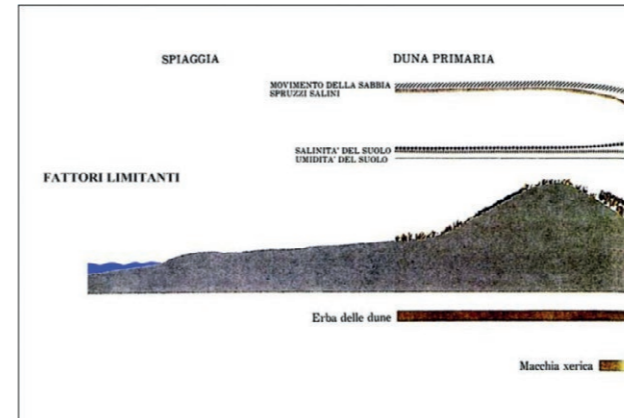 SPIAGGIA
DUNA PRIMARIA
MOVIMENTO DELLA SABBIA
SPRUZZI SALINI
SALINITA' DEL SUOLO
UMIDITA' DEL SUOLO
FATTORI LIMITANTI
Erba delle dune
Macchia xerica